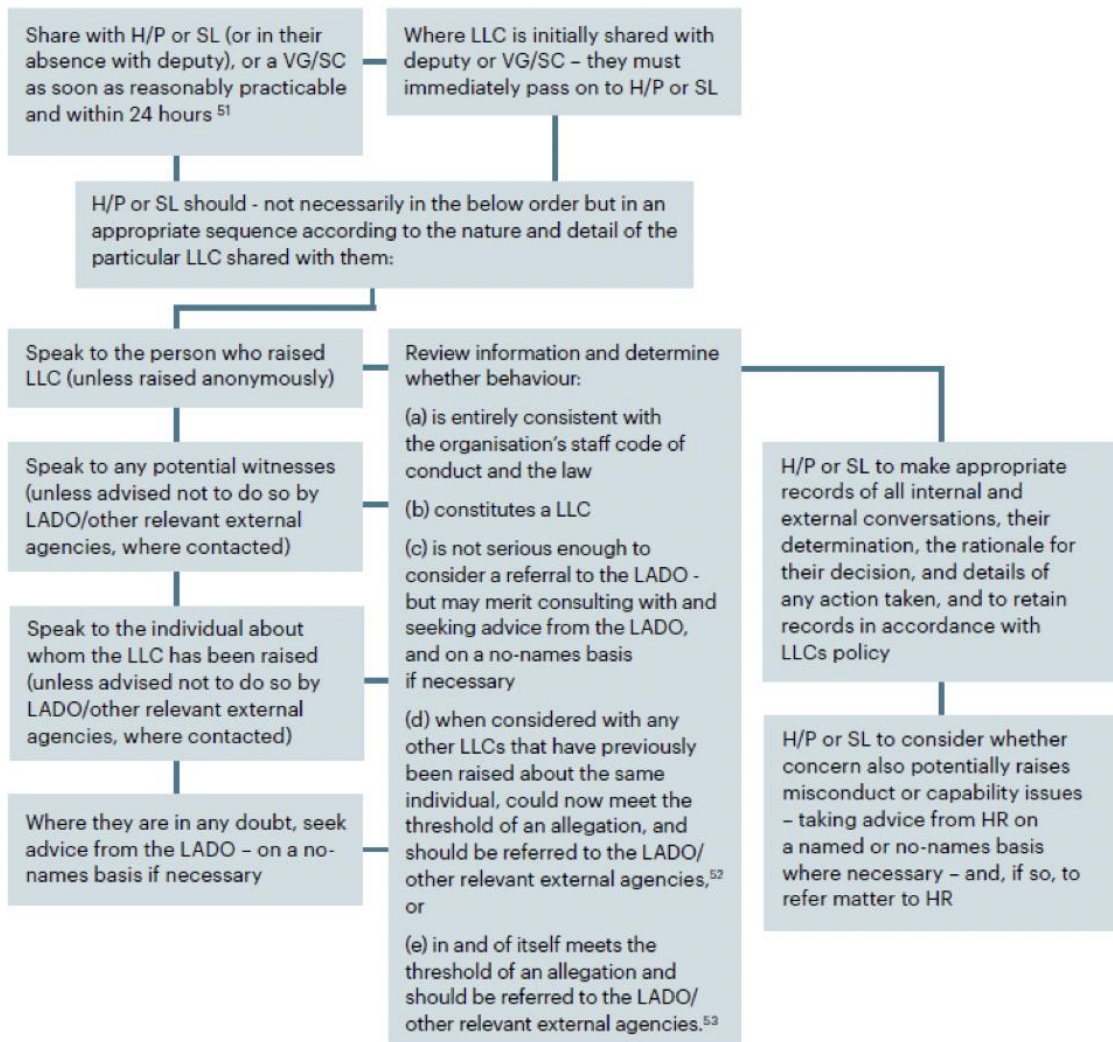 Share with H/P or SL (or in their
absence with deputy), or a VG/SC
as soon as reasonably practicable
and within 24 hours 51
Where LLC is initially shared with
deputy or VG/SC – they must
immediately pass on to H/P or SL
H/P or SL should - not necessarily in the below order but in an
appropriate sequence according to the nature and detail of the
particular LLC shared with them:
Speak to the person who raised
LLC (unless raised anonymously)
Speak to any potential witnesses
(unless advised not to do so by
LADO/other relevant external
agencies, where contacted)
Speak to the individual about
whom the LLC has been raised
(unless advised not to do so by
LADO/other relevant external
agencies, where contacted)
Where they are in any doubt, seek
advice from the LADO – on a no-
names basis if necessary
Review information and determine
whether behaviour:
(a) is entirely consistent with
the organisation's staff code of
conduct and the law
(b) constitutes a LLC
(c) is not serious enough to
consider a referral to the LADO -
but may merit consulting with and
seeking advice from the LADO,
and on a no-names basis
if necessary
(d) when considered with any
other LLCs that have previously
been raised about the same
individual, could now meet the
threshold of an allegation, and
should be referred to the LADO/
other relevant external agencies,52
or
(e) in and of itself meets the
threshold of an allegation and
should be referred to the LADO/
other relevant external agencies.53
H/P or SL to make appropriate
records of all internal and
external conversations, their
determination, the rationale for
their decision, and details of
any action taken, and to retain
records in accordance with
LLCs policy
H/P or SL to consider whether
concern also potentially raises
misconduct or capability issues
– taking advice from HR on
a named or no-names basis
where necessary – and, if so, to
refer matter to HR